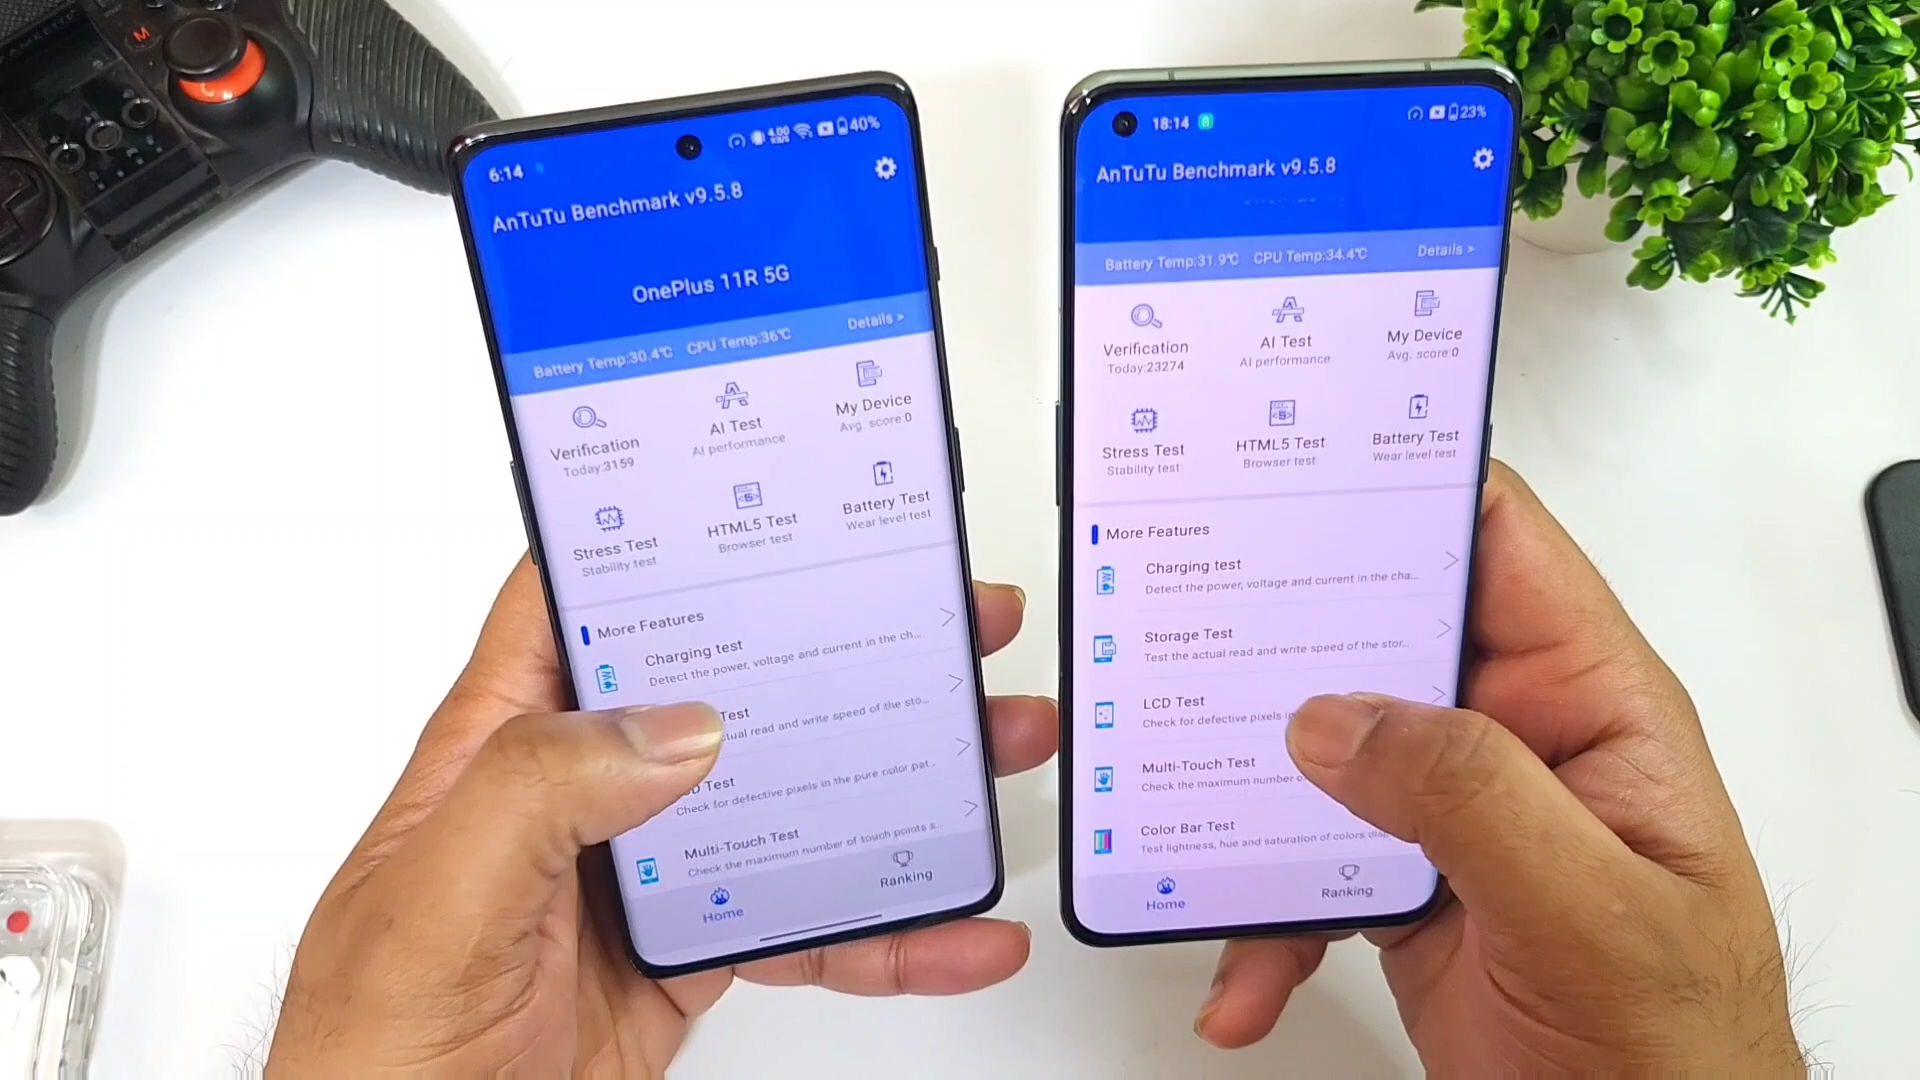 M
6:14
4.00
KB/S
40%
AnTuTu Benchmark v9.5.8
OnePlus 11R 5G
Battery Temp:30.4℃ CPU Temp:36℃ Details >
Verification
Today:3159
AI Test
AI performance
My Device
Avg. score:0
Stress Test
Stability test
HTML5 Test
Browser test
Battery Test
Wear level test
More Features
Charging test
Detect the power, voltage and current in the ch...
Test
ctual read and write speed of the sto...
D Test
Check for defective pixels in the pure color pat...
Multi-Touch Test
Check the maximum number of touch points s...
Home
Ranking
18:14
23%
AnTuTu Benchmark v9.5.8
Battery Temp:31.9℃ CPU Temp:34.4℃ Details >
Verification
Today:23274
AI Test
AI performance
My Device
Avg. score:0
Stress Test
Stability test
HTML5 Test
Browser test
Battery Test
Wear level test
More Features
Charging test
Detect the power, voltage and current in the cha...
Storage Test
Test the actual read and write speed of the stor...
LCD Test
Check for defective pixels i
Multi-Touch Test
Check the maximum number o
Color Bar Test
Test lightness, hue and saturation of colors
Home
Ranking